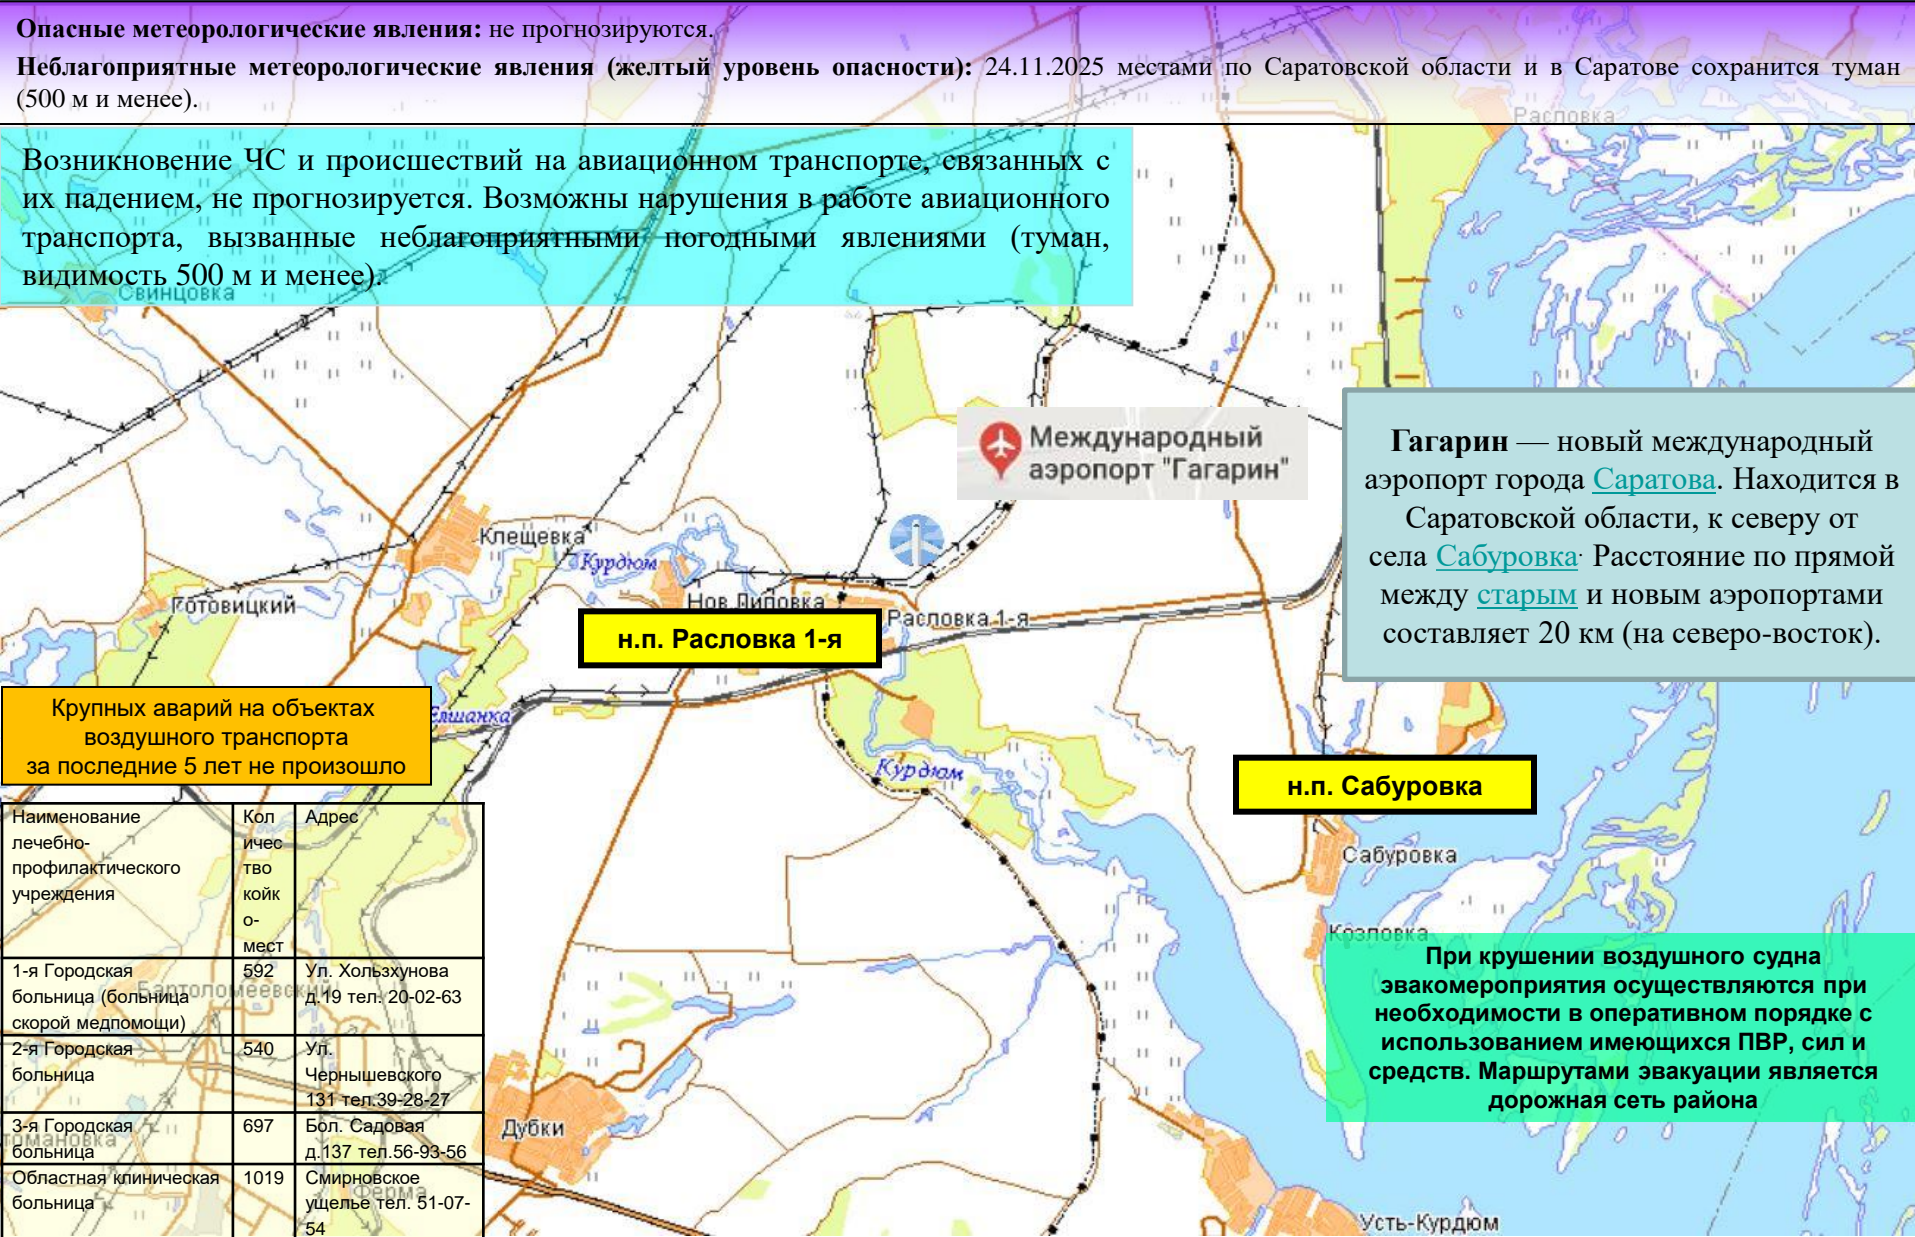 Опасные метеорологические явления: не прогнозируются.
Неблагоприятные метеорологические явления (желтый уровень опасности): 24.11.2025 местами по Саратовской области и в Саратове сохранится туман
(500 м и менее).
Расловка
Возникновение ЧС и происшествий на авиационном транспорте, связанных с
их падением, не прогнозируется. Возможны нарушения в работе авиационного
транспорта, вызванные неблагоприятными погодными явлениями (туман,
видимость 500 м и менее).
Свинцовка
Международный
аэропорт "Гагарин"
Гагарин — новый международный
аэропорт города Саратова. Находится в
Саратовской области, к северу от
села Сабуровка. Расстояние по прямой
между старым и новым аэропортами
составляет 20 км (на северо-восток).
Клещевка
Курдюм
Готовицкий
Нов.Липовка
Расловка 1-я
н.п. Расловка 1-я
Елшанка
Крупных аварий на объектах
воздушного транспорта
за последние 5 лет не произошло
Курдюм
н.п. Сабуровка
Сабуровка
Козловка
Наименование
лечебно-
профилактического
учреждения
Кол
ичес
тво
койк
о-
мест
Адрес
1-я Городская
больница (больница
скорой медпомощи)
592
Ул. Хользхунова
д.19 тел. 20-02-63
Бартоломеевский
2-я Городская
больница
540
Ул.
Чернышевского
131 тел.39-28-27
3-я Городская
больница
697
Бол. Садовая
д.137 тел.56-93-56
Областная клиническая
больница
1019
Смирновское
ущелье тел. 51-07-
54
Ферма
Дубки
При крушении воздушного судна
эвакомероприятия осуществляются при
необходимости в оперативном порядке с
использованием имеющихся ПВР, сил и
средств. Маршрутами эвакуации является
дорожная сеть района
Усть-Курдюм